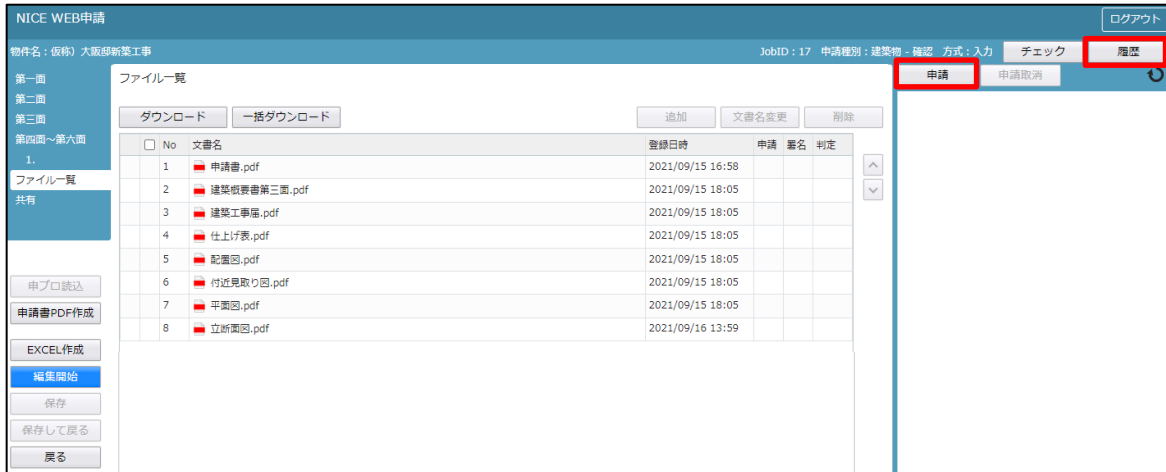 NICE WEB申請
ログアウト
物件名：仮称）大阪邸新築工事
JobID：17 申請種別：建築物 - 確認 方式：入力
チェック
履歴
第一面
第二面
第三面
第四面～第六面
1.
ファイル一覧
共有
申プロ読込
申請書PDF作成
EXCEL作成
編集開始
保存
保存して戻る
戻る
ファイル一覧
ダウンロード 一括ダウンロード 追加 文書名変更 削除
No 文書名 登録日時 申請 署名 判定
1 申請書.pdf 2021/09/15 16:58
2 建築概要書第三面.pdf 2021/09/15 18:05
3 建築工事届.pdf 2021/09/15 18:05
4 仕上げ表.pdf 2021/09/15 18:05
5 配置図.pdf 2021/09/15 18:05
6 付近見取り図.pdf 2021/09/15 18:05
7 平面図.pdf 2021/09/15 18:05
8 立断面図.pdf 2021/09/16 13:59
申請 申請取消